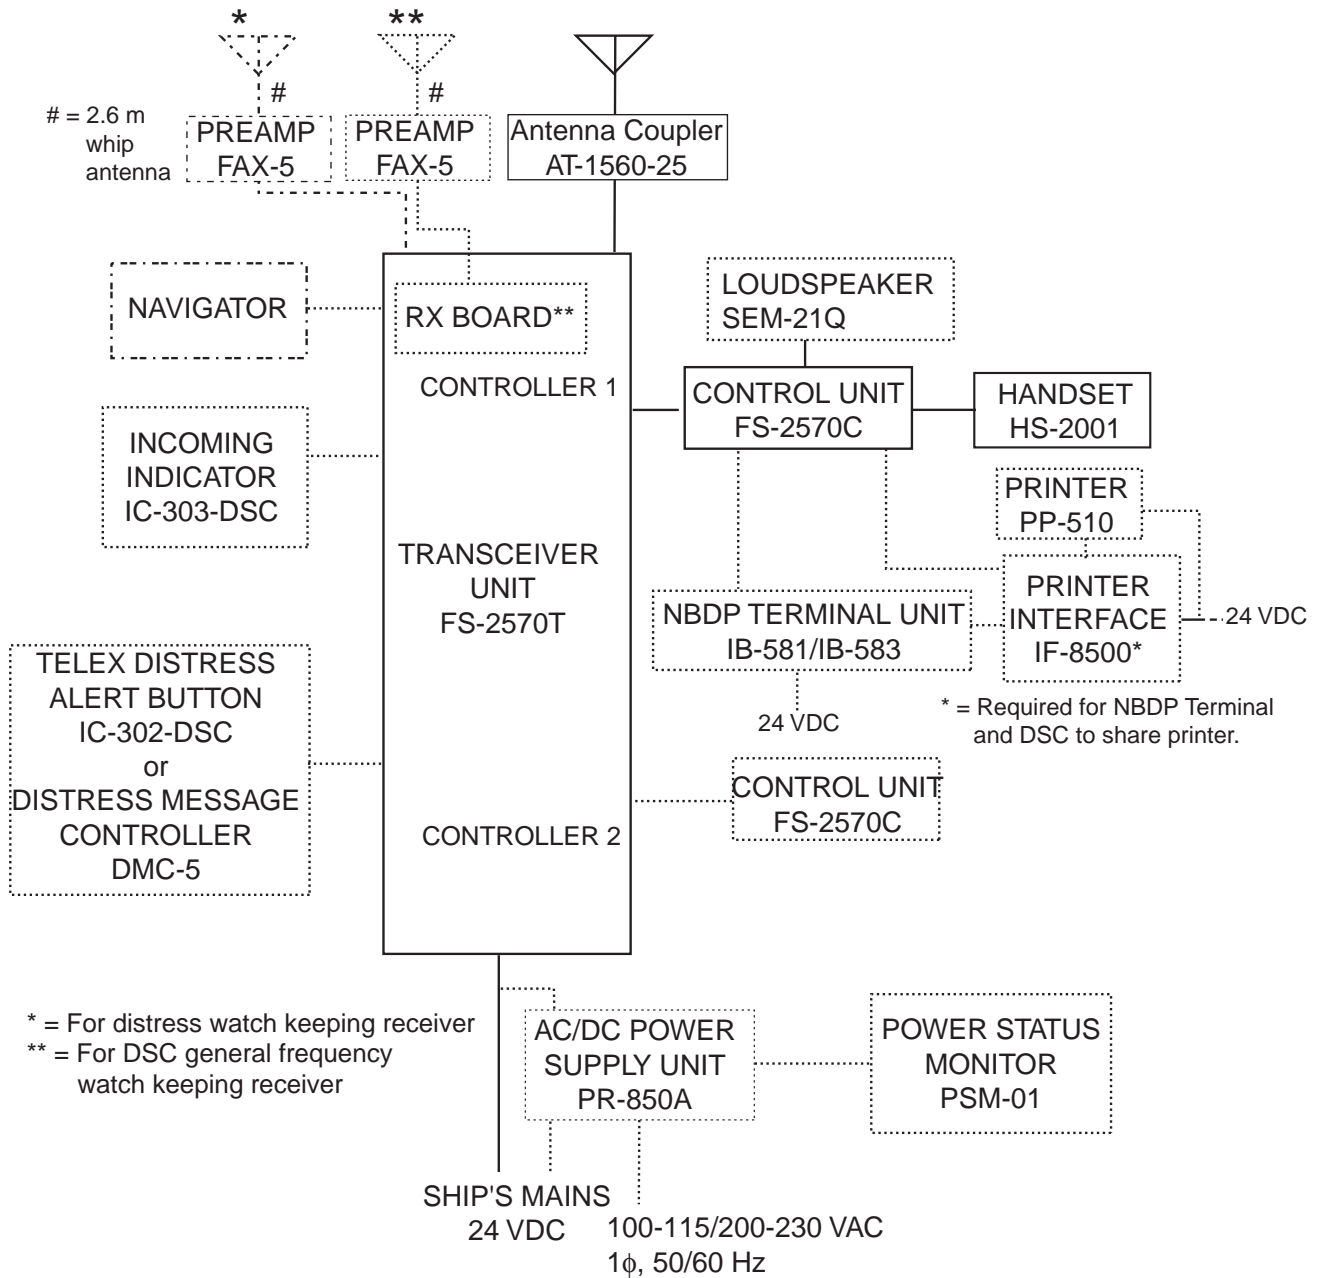 *
**
#
#
# = 2.6 m
whip
antenna
PREAMP
FAX-5
PREAMP
FAX-5
Antenna Coupler
AT-1560-25
NAVIGATOR
RX BOARD**
LOUDSPEAKER
SEM-21Q
CONTROLLER 1
CONTROL UNIT
FS-2570C
HANDSET
HS-2001
INCOMING
INDICATOR
IC-303-DSC
PRINTER
PP-510
TRANSCEIVER
UNIT
FS-2570T
NBDP TERMINAL UNIT
IB-581/IB-583
PRINTER
INTERFACE
IF-8500*
24 VDC
24 VDC
* = Required for NBDP Terminal
and DSC to share printer.
TELEX DISTRESS
ALERT BUTTON
IC-302-DSC
or
DISTRESS MESSAGE
CONTROLLER
DMC-5
CONTROL UNIT
FS-2570C
CONTROLLER 2
* = For distress watch keeping receiver
** = For DSC general frequency
watch keeping receiver
AC/DC POWER
SUPPLY UNIT
PR-850A
POWER STATUS
MONITOR
PSM-01
SHIP'S MAINS
24 VDC
100-115/200-230 VAC
1ϕ, 50/60 Hz